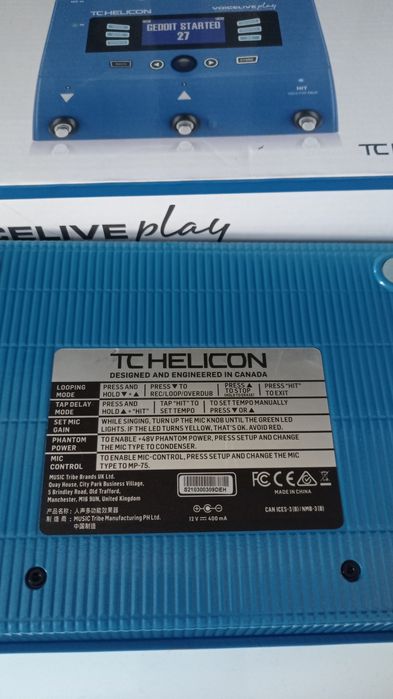 TC HELICON
VOICELIVE play
GEDDIT STARTED
27
HIT
TC
CELIVE play
TC HELICON
DESIGNED AND ENGINEERED IN CANADA
LOOPING MODE PRESS AND HOLD ▼ + ▲ PRESS ▼ TO REC/LOOP/OVERDUB PRESS ▲ TO STOP PRESS "HIT" TO EXIT
TAP DELAY MODE PRESS AND HOLD ▲ + "HIT" TAP "HIT" TO SET TEMPO TO SET TEMPO MANUALLY PRESS ▼ OR ▲
SET MIC GAIN WHILE SINGING, TURN UP THE MIC KNOB UNTIL THE GREEN LED LIGHTS. IF THE LED TURNS YELLOW, THAT'S OK. AVOID RED.
PHANTOM POWER TO ENABLE +48V PHANTOM POWER, PRESS SETUP AND CHANGE THE MIC TYPE TO CONDENSER.
MIC CONTROL TO ENABLE MIC-CONTROL, PRESS SETUP AND CHANGE THE MIC TYPE TO MP-75.
MUSIC Tribe Brands UK Ltd.
Quay House, City Park Business Village,
5 Brindley Road, Old Trafford,
Manchester, M16 9UN, United Kingdom
产品名称：人声多功能效果器
制 造 商：MUSIC Tribe Manufacturing PH Ltd.
中国制造
S210300309DEH
12 V 400 mA
FC CE
MADE IN CHINA
CAN ICES-3(B)/NMB-3(B)